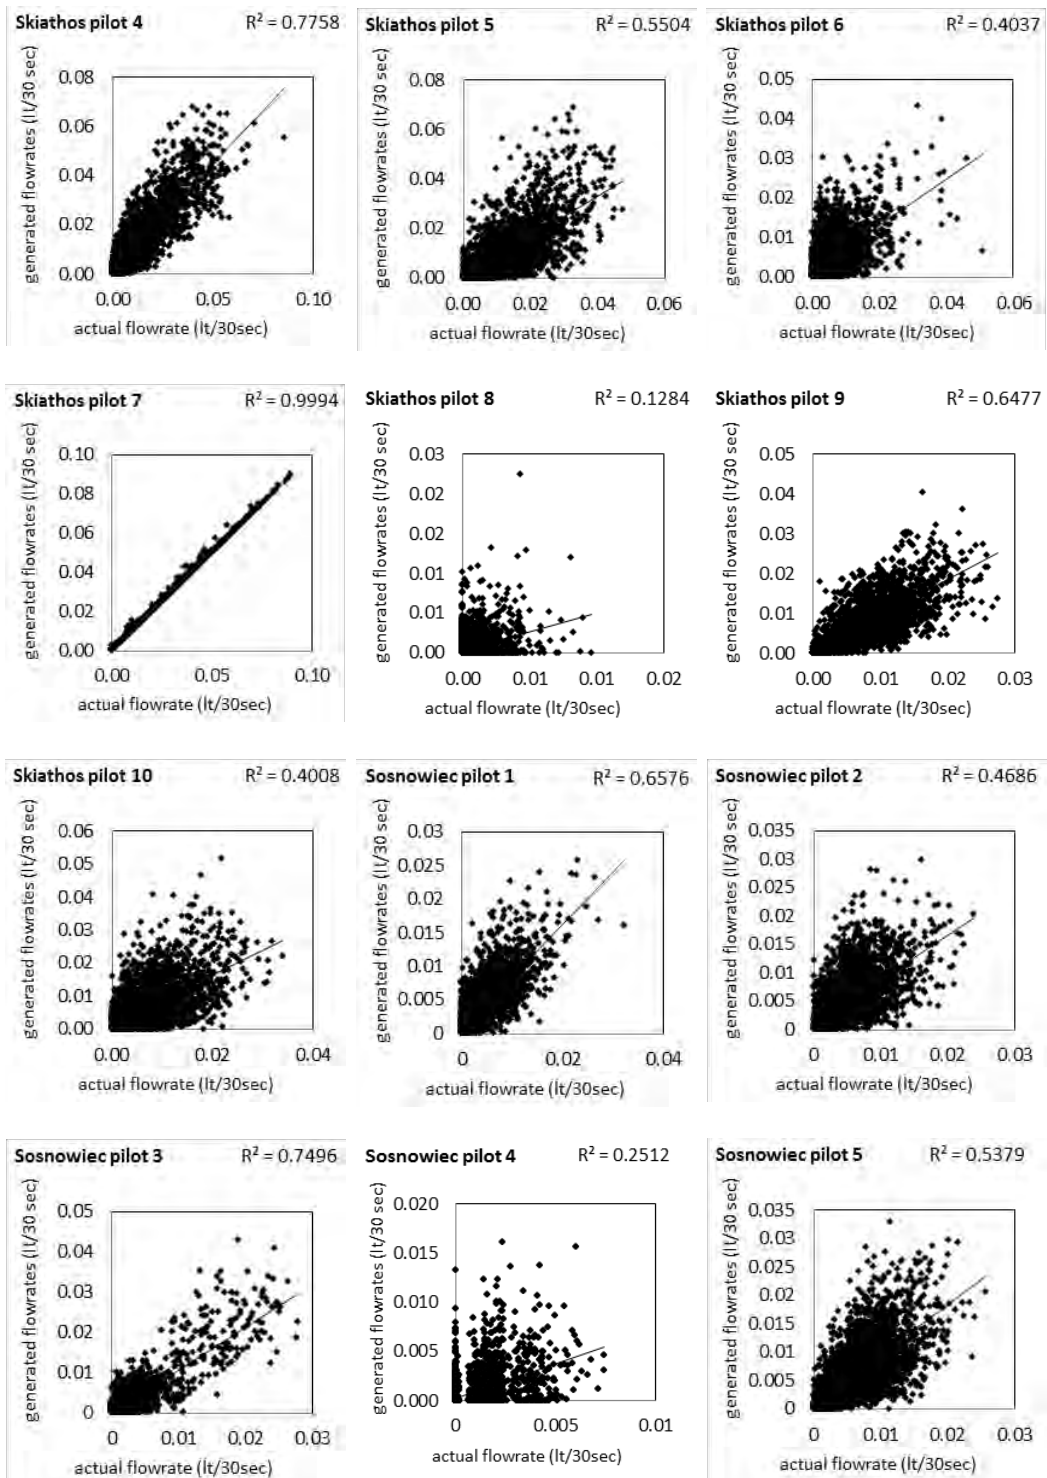 Skiathos pilot 4 R² = 0.7758
generated flowrates (lt/30 sec)
0.08
0.06
0.04
0.02
0.00
0.00 0.05 0.10
actual flowrate (lt/30sec)
Skiathos pilot 5 R² = 0.5504
generated flowrates (lt/30 sec)
0.08
0.06
0.04
0.02
0.00
0.00 0.02 0.04 0.06
actual flowrate (lt/30sec)
Skiathos pilot 6 R² = 0.4037
generated flowrates (lt/30 sec)
0.05
0.04
0.03
0.02
0.01
0.00
0.00 0.02 0.04 0.06
actual flowrate (lt/30sec)
Skiathos pilot 7 R² = 0.9994
generated flowrates (lt/30 sec)
0.10
0.08
0.06
0.04
0.02
0.00
0.00 0.05 0.10
actual flowrate (lt/30sec)
Skiathos pilot 8 R² = 0.1284
generated flowrates (lt/30 sec)
0.03
0.02
0.02
0.01
0.01
0.00
0.00 0.01 0.01 0.02
actual flowrate (lt/30sec)
Skiathos pilot 9 R² = 0.6477
generated flowrates (lt/30 sec)
0.05
0.04
0.03
0.02
0.01
0.00
0.00 0.01 0.02 0.03
actual flowrate (lt/30sec)
Skiathos pilot 10 R² = 0.4008
generated flowrates (lt/30 sec)
0.06
0.05
0.04
0.03
0.02
0.01
0.00
0.00 0.02 0.04
actual flowrate (lt/30sec)
Sosnowiec pilot 1 R² = 0.6576
generated flowrates (lt/30 sec)
0.03
0.025
0.02
0.015
0.01
0.005
0
0 0.02 0.04
actual flowrate (lt/30sec)
Sosnowiec pilot 2 R² = 0.4686
generated flowrates (lt/30 sec)
0.035
0.03
0.025
0.02
0.015
0.01
0.005
0
0 0.01 0.02 0.03
actual flowrate (lt/30sec)
Sosnowiec pilot 3 R² = 0.7496
generated flowrates (lt/30 sec)
0.05
0.04
0.03
0.02
0.01
0
0 0.01 0.02 0.03
actual flowrate (lt/30sec)
Sosnowiec pilot 4 R² = 0.2512
generated flowrates (lt/30 sec)
0.020
0.015
0.010
0.005
0.000
0 0.005 0.01
actual flowrate (lt/30sec)
Sosnowiec pilot 5 R² = 0.5379
generated flowrates (lt/30 sec)
0.035
0.03
0.025
0.02
0.015
0.01
0.005
0
0 0.01 0.02 0.03
actual flowrate (lt/30sec)